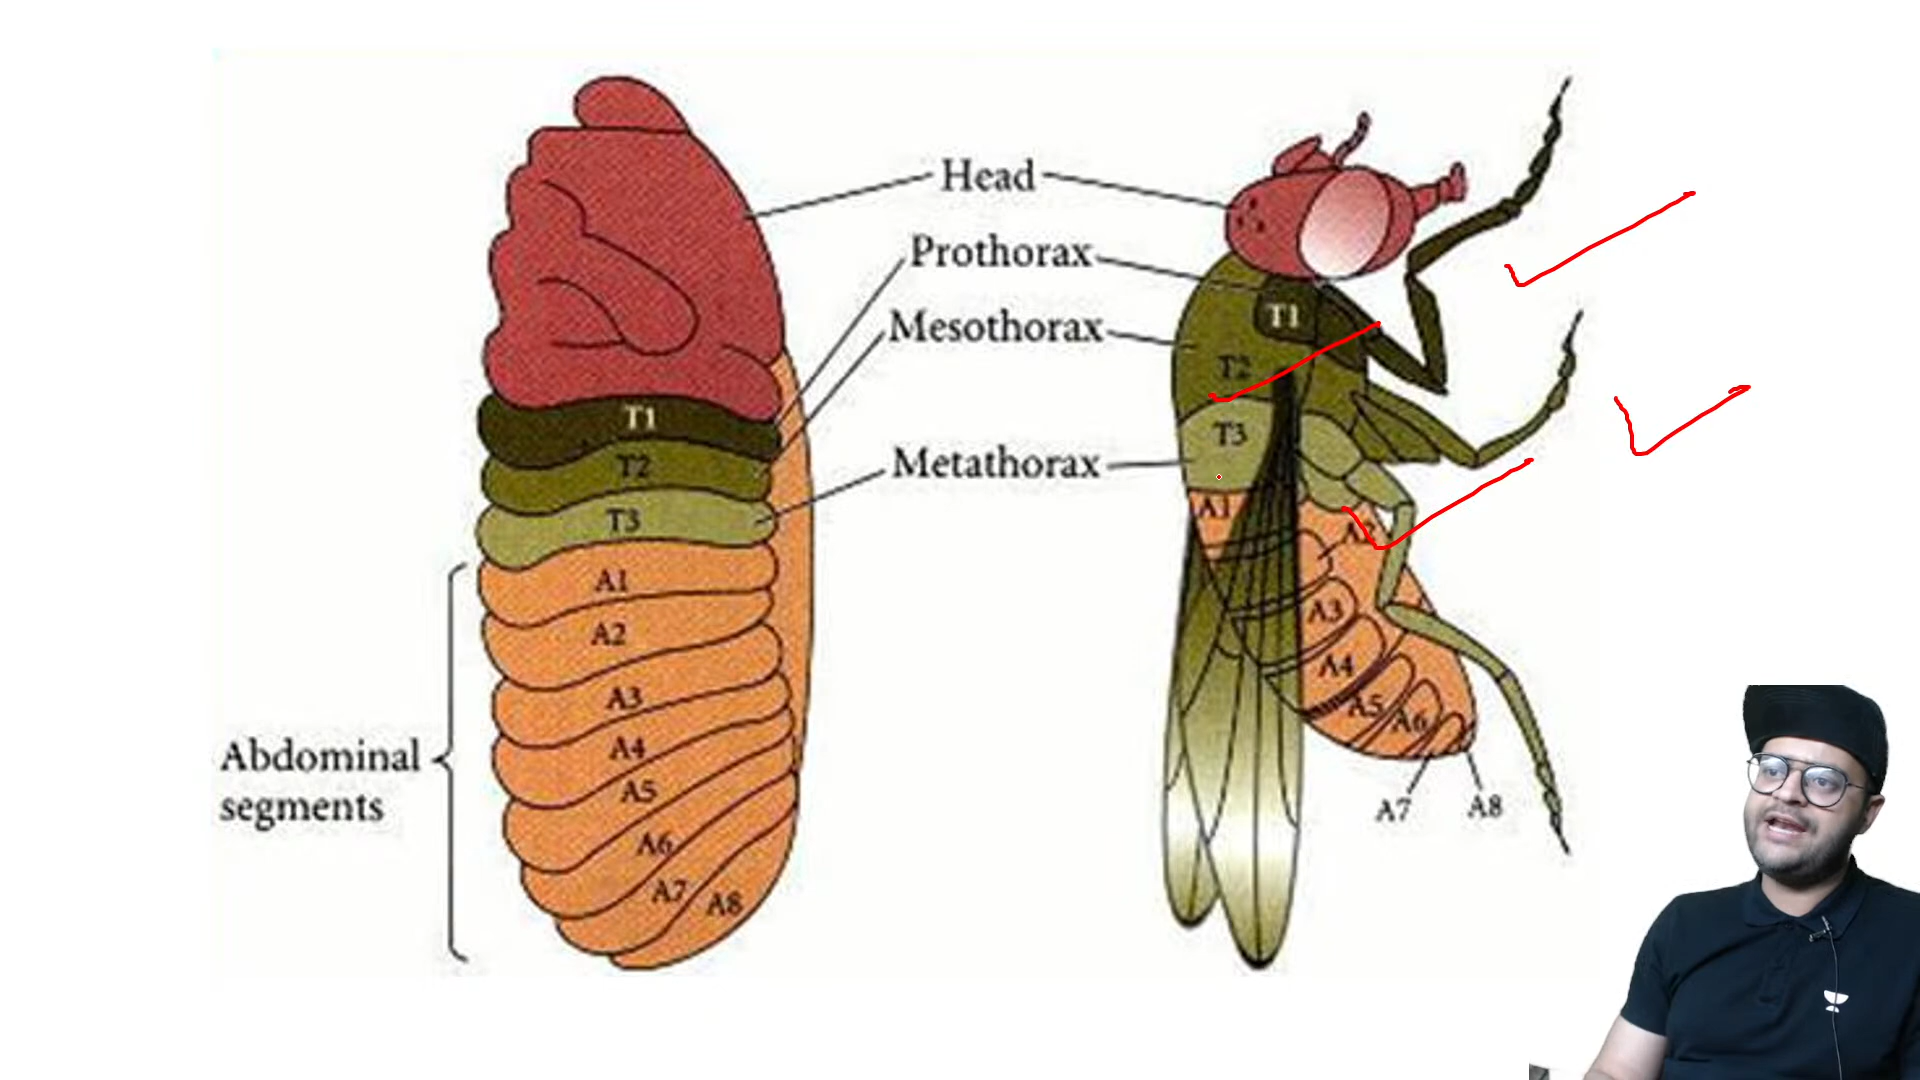 Head
Prothorax
Mesothorax
Metathorax
T1
T2
T3
A1
A2
A3
A4
A5
A6
A7
A8
Abdominal
segments
T1
T2
T3
A1
A2
A3
A4
A5
A6
A7
A8